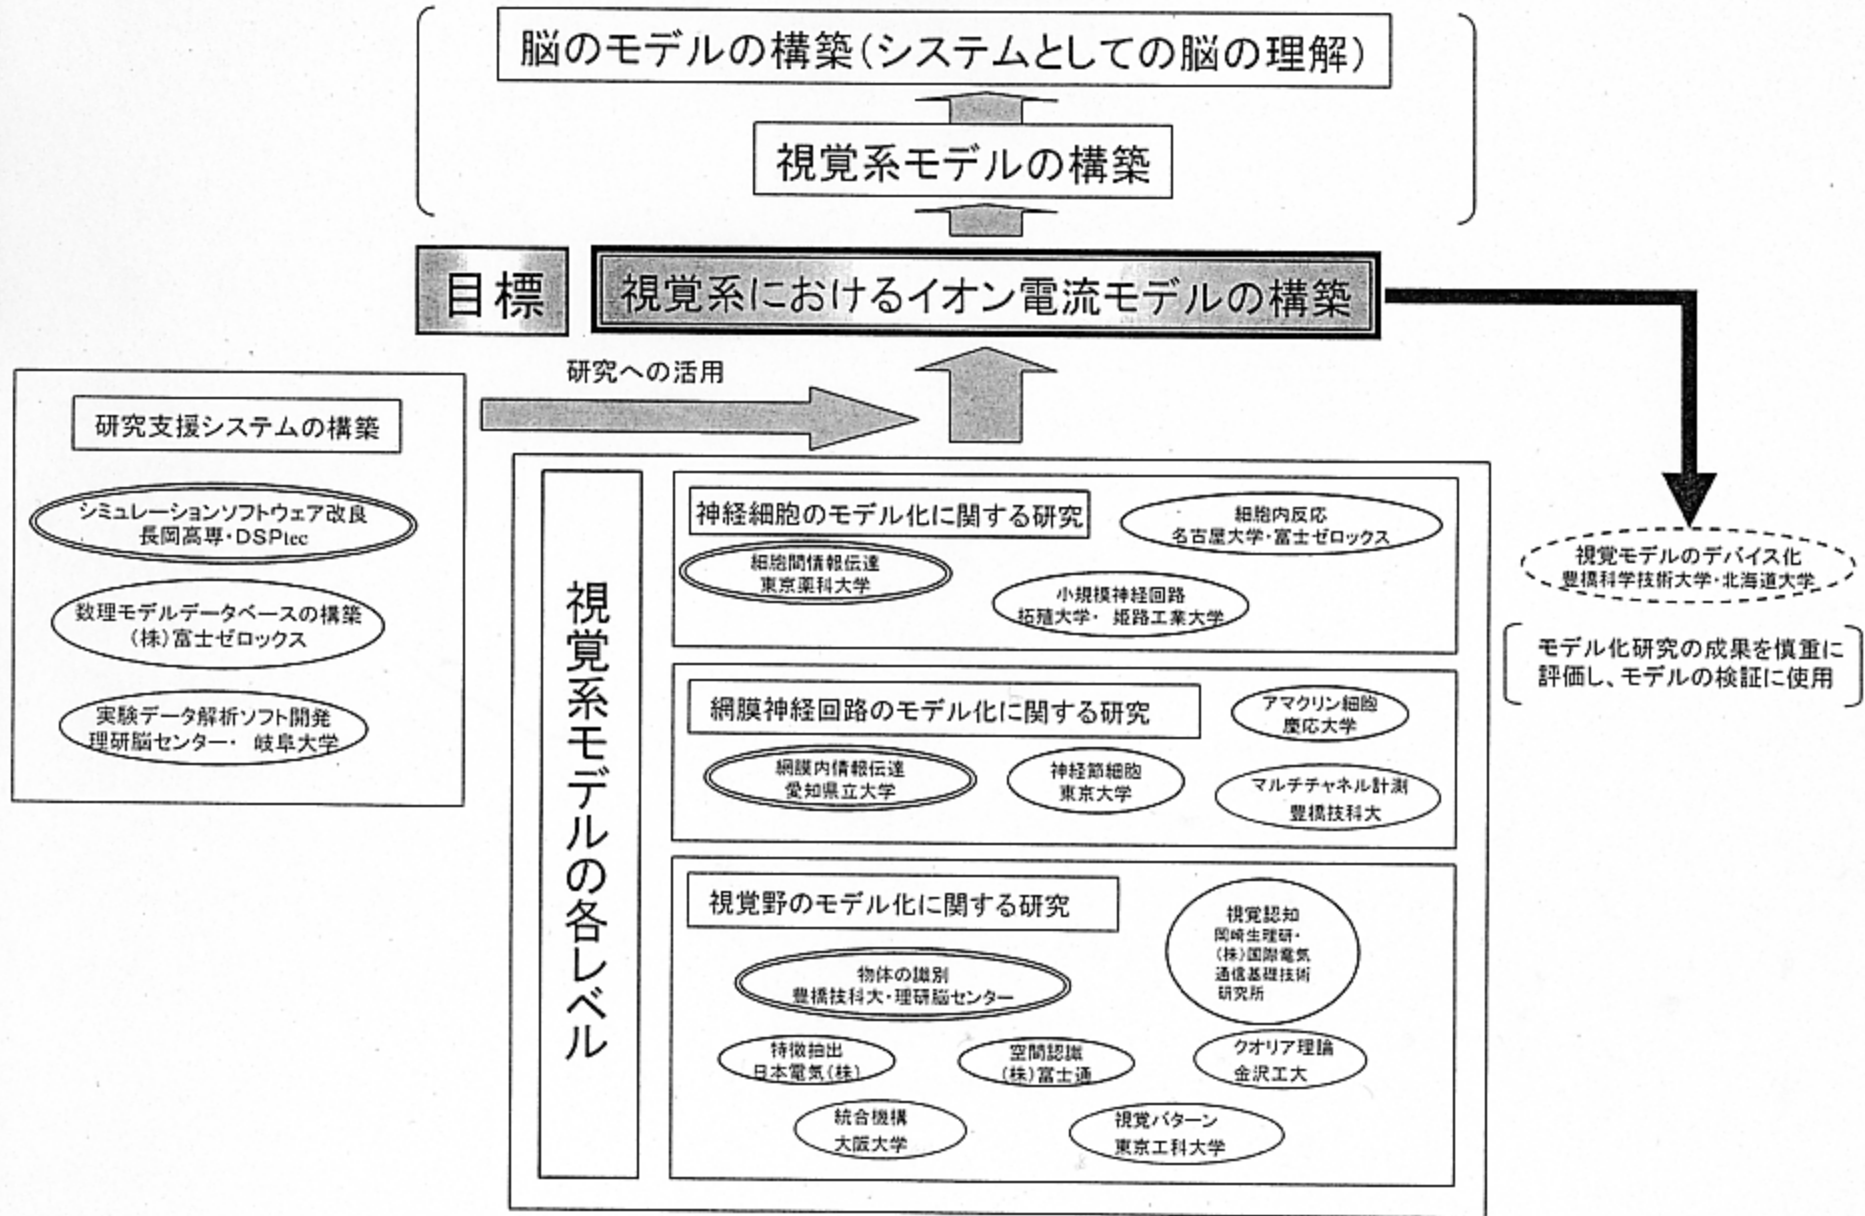 脳のモデルの構築(システムとしての脳の理解)
視覚系モデルの構築
目標
視覚系におけるイオン電流モデルの構築
研究への活用
研究支援システムの構築
シミュレーションソフトウェア改良
長岡高専・DSPtec
数理モデルデータベースの構築
(株)富士ゼロックス
実験データ解析ソフト開発
理研脳センター・ 岐阜大学
視覚系モデルの各レベル
神経細胞のモデル化に関する研究
細胞内反応
名古屋大学・富士ゼロックス
細胞間情報伝達
東京薬科大学
小規模神経回路
拓殖大学・ 姫路工業大学
網膜神経回路のモデル化に関する研究
アマクリン細胞
慶応大学
網膜内情報伝達
愛知県立大学
神経節細胞
東京大学
マルチチャネル計測
豊橋技科大
視覚野のモデル化に関する研究
視覚認知
岡崎生理研・
(株)国際電気
通信基礎技術
研究所
物体の識別
豊橋技科大・理研脳センター
特徴抽出
日本電気(株)
空間認識
(株)富士通
クオリア理論
金沢工大
統合機構
大阪大学
視覚パターン
東京工科大学
視覚モデルのデバイス化
豊橋科学技術大学・北海道大学
モデル化研究の成果を慎重に
評価し、モデルの検証に使用